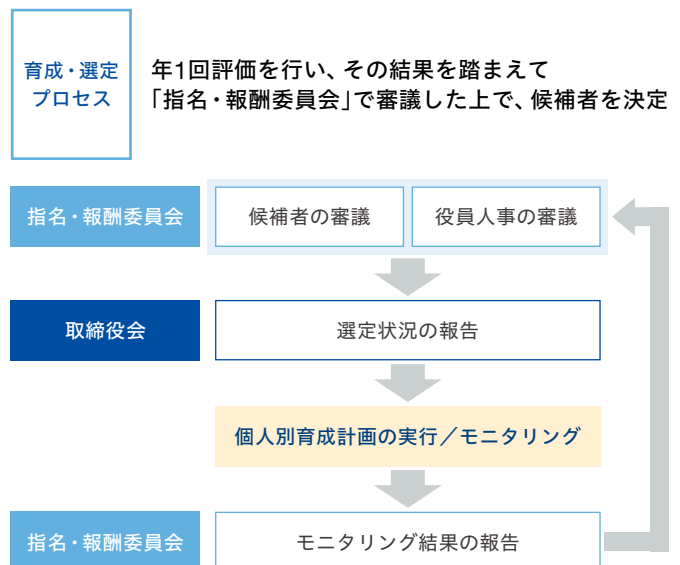 育成・選定
プロセス
年1回評価を行い、その結果を踏まえて
「指名・報酬委員会」で審議した上で、候補者を決定
指名・報酬委員会
候補者の審議
役員人事の審議
取締役会
選定状況の報告
個人別育成計画の実行／モニタリング
指名・報酬委員会
モニタリング結果の報告